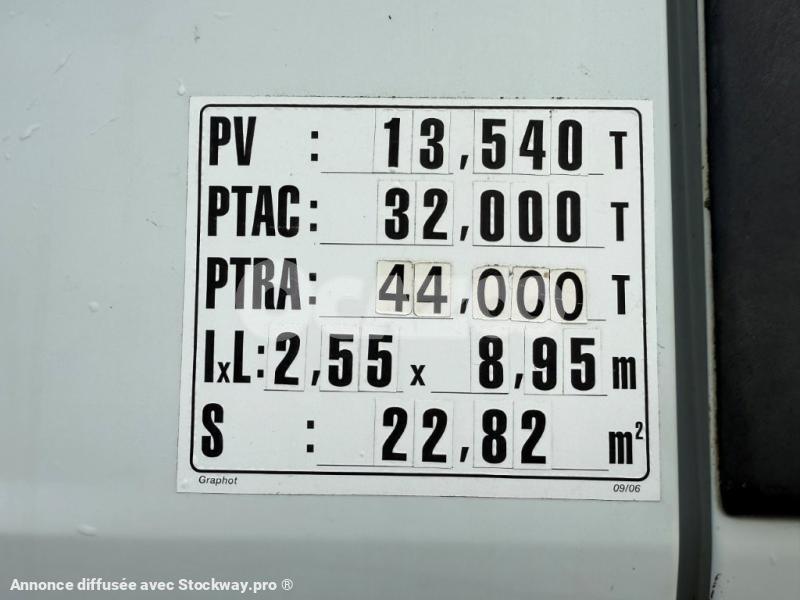 PV : 13,540 T
PTAC : 32,000 T
PTRA : 44,000 T
lxL : 2,55 x 8,95 m
S : 22,82 m²
Graphot 09/06
Annonce diffusée avec Stockway.pro ®